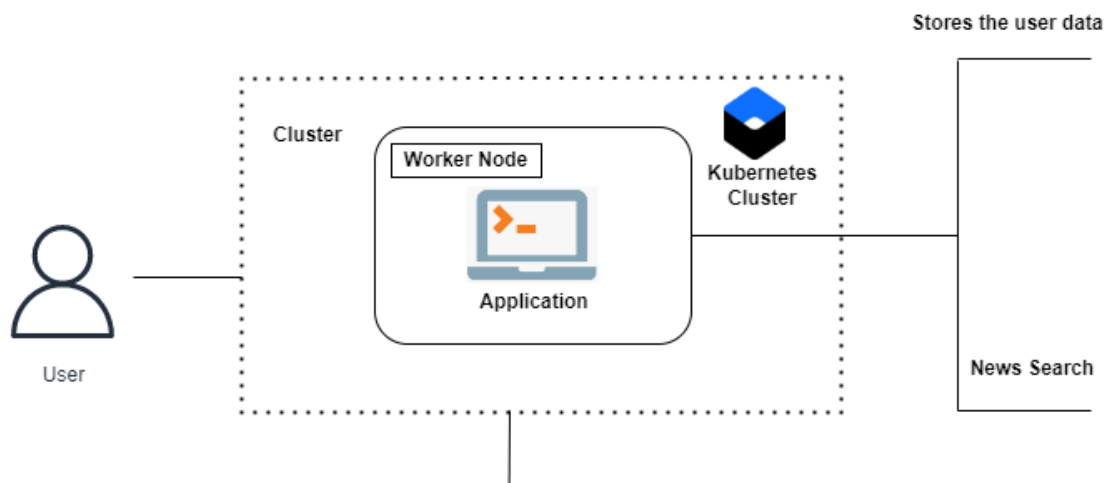 Stores the user data
Cluster
Worker Node
Kubernetes
Cluster
Application
User
News Search